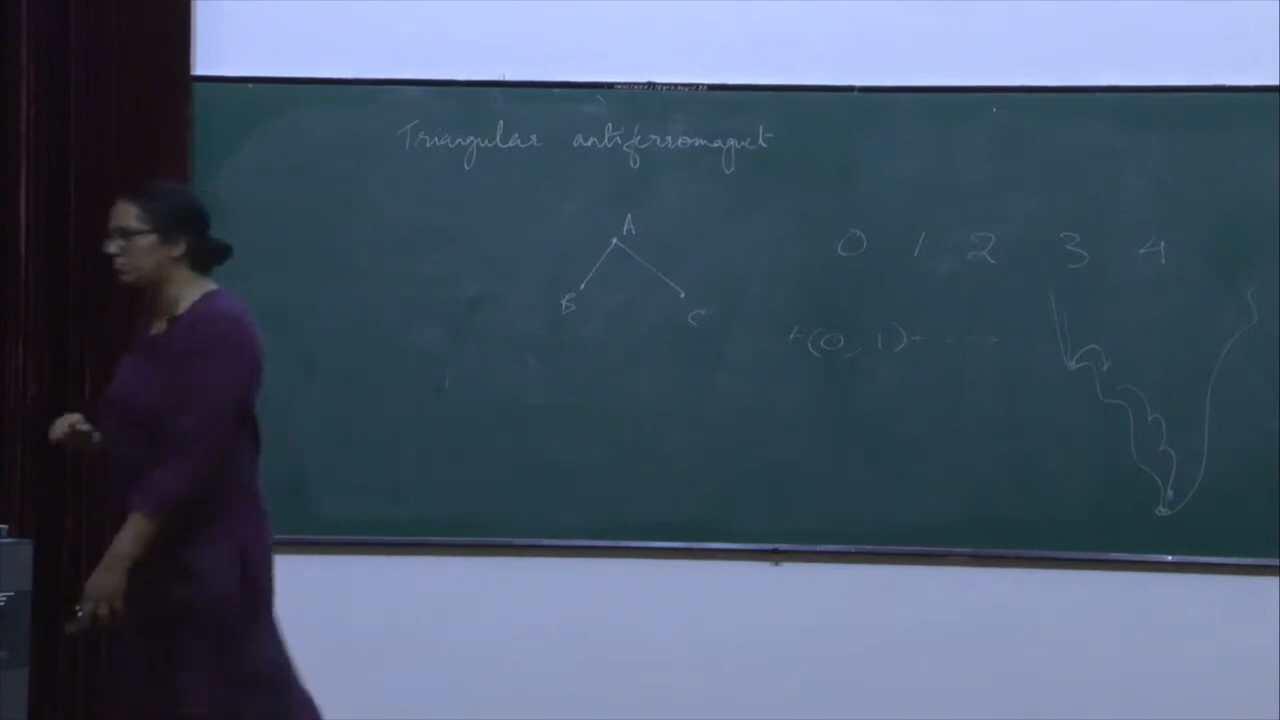 Triangular antiferromagnet
A
B C
0 1 2 3 4
+(0, 1)+ - - - -